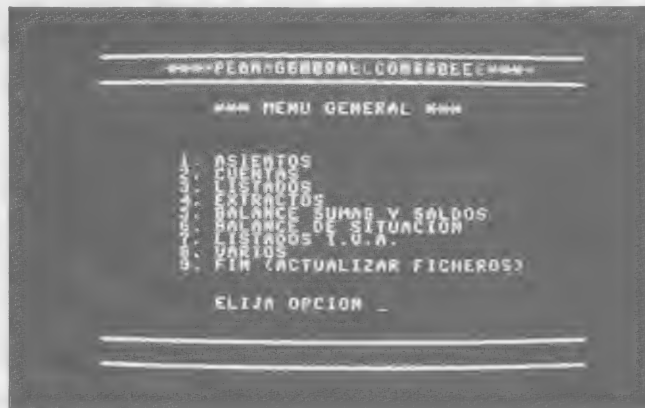 *** MENU GENERAL ***
1. ASIENTOS
2. CUENTAS
3. LISTADOS
4. EXTRACTOS
5. BALANCE SUMAS Y SALDOS
6. BALANCE DE SITUACION
7. LISTADOS I.V.A.
8. VARIOS
9. FIN (ACTUALIZAR FICHEROS)
ELIJA OPCION _